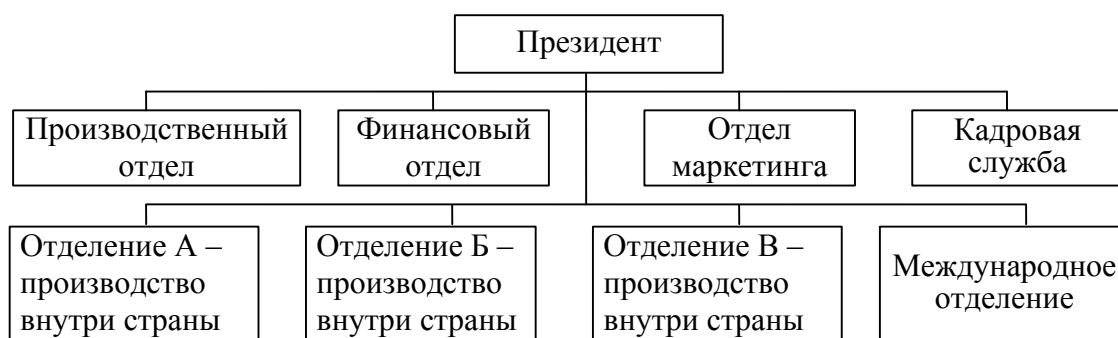 Президент
Производственный
отдел
Финансовый
отдел
Отдел
маркетинга
Кадровая
служба
Отделение А –
производство
внутри страны
Отделение Б –
производство
внутри страны
Отделение В –
производство
внутри страны
Международное
отделение